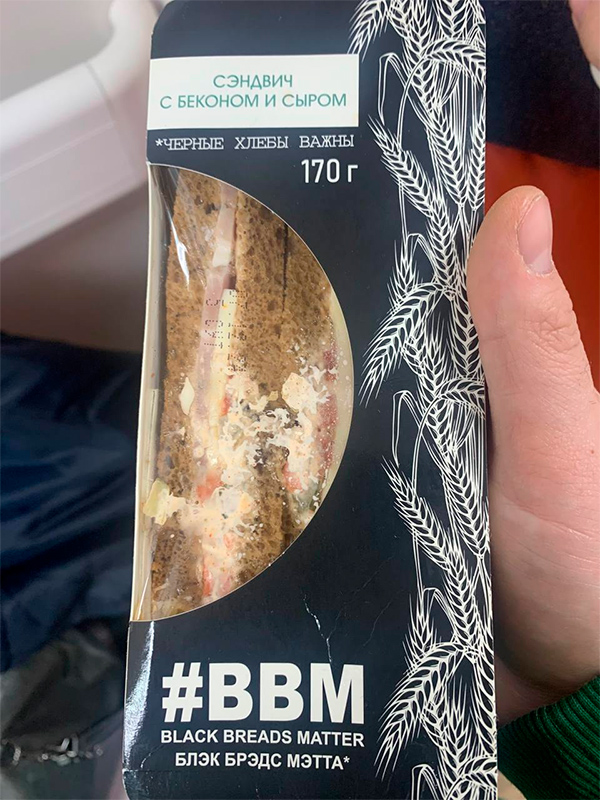 СЭНДВИЧ
С БЕКОНОМ И СЫРОМ
*ЧЕРНЫЕ ХЛЕБЫ ВАЖНЫ
170 г
#BBM
BLACK BREADS MATTER
БЛЭК БРЭДС МЭТТА*